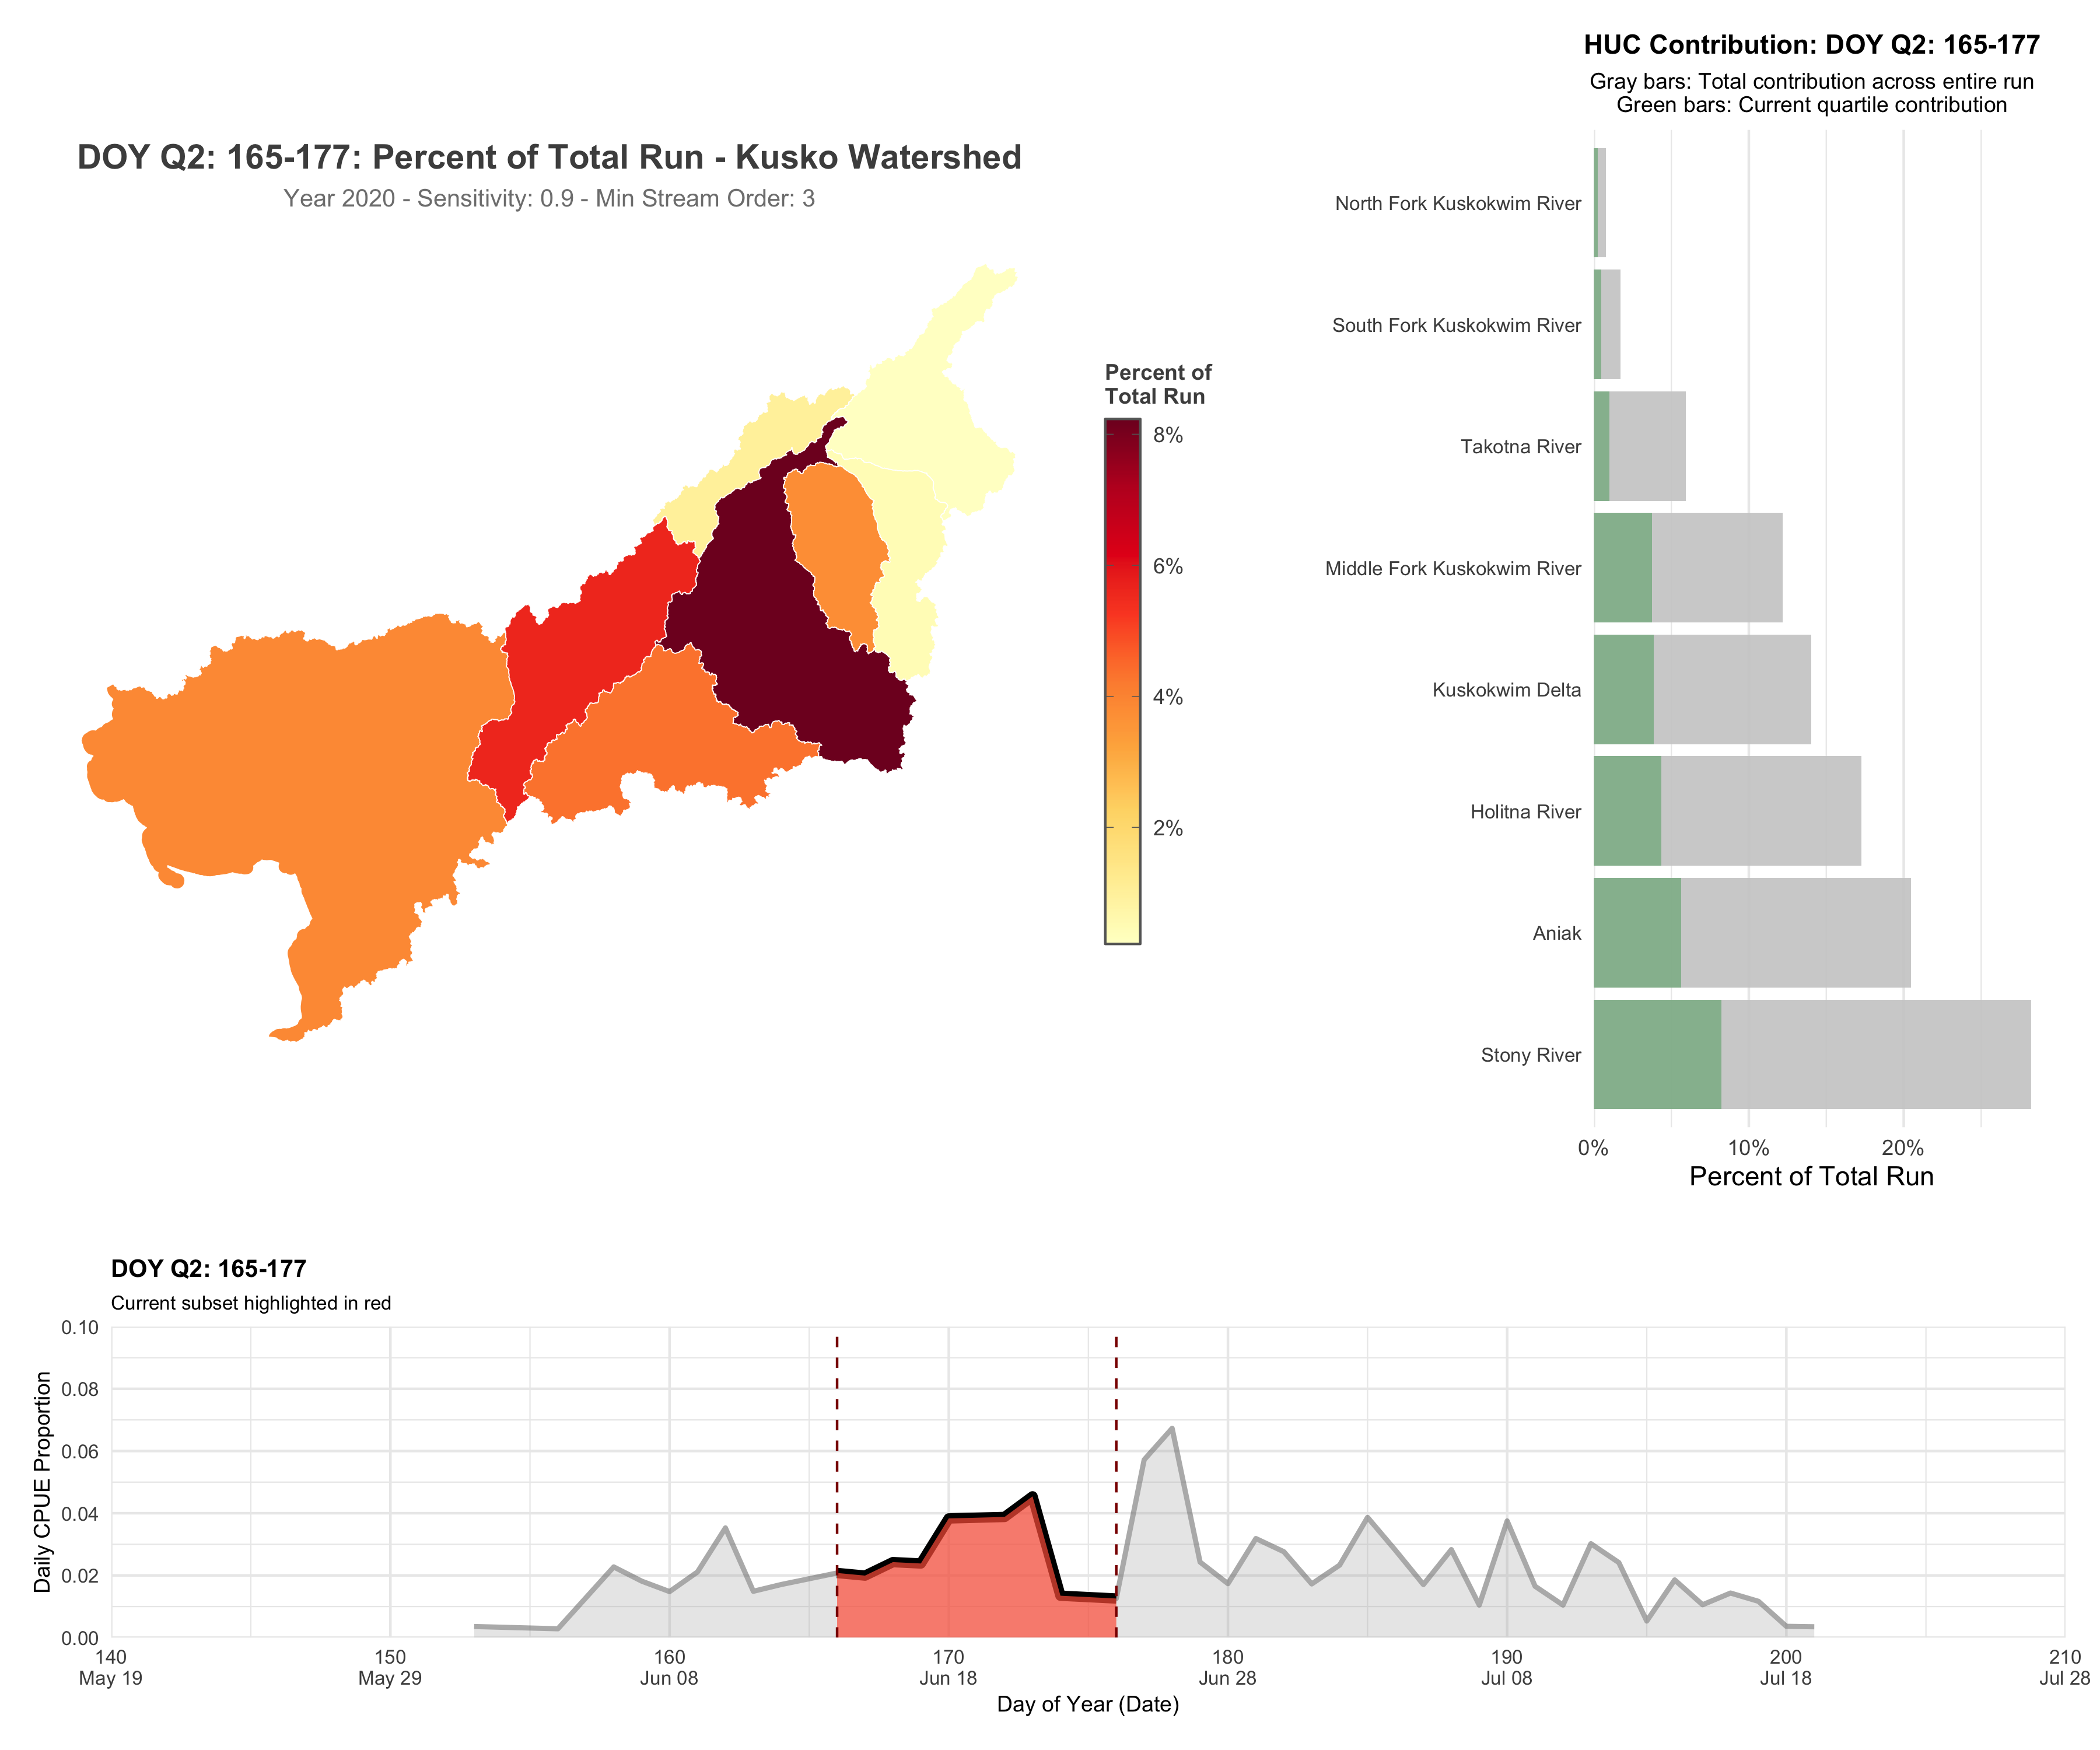 HUC Contribution: DOY Q2: 165-177
Gray bars: Total contribution across entire run
Green bars: Current quartile contribution
DOY Q2: 165-177: Percent of Total Run - Kusko Watershed
Year 2020 - Sensitivity: 0.9 - Min Stream Order: 3
Percent of
Total Run
8%
6%
4%
2%
North Fork Kuskokwim River
South Fork Kuskokwim River
Takotna River
Middle Fork Kuskokwim River
Kuskokwim Delta
Holitna River
Aniak
Stony River
0% 10% 20%
Percent of Total Run
DOY Q2: 165-177
Current subset highlighted in red
Daily CPUE Proportion
0.10
0.08
0.06
0.04
0.02
0.00
140 150 160 170 180 190 200 210
May 19 May 29 Jun 08 Jun 18 Jun 28 Jul 08 Jul 18 Jul 28
Day of Year (Date)